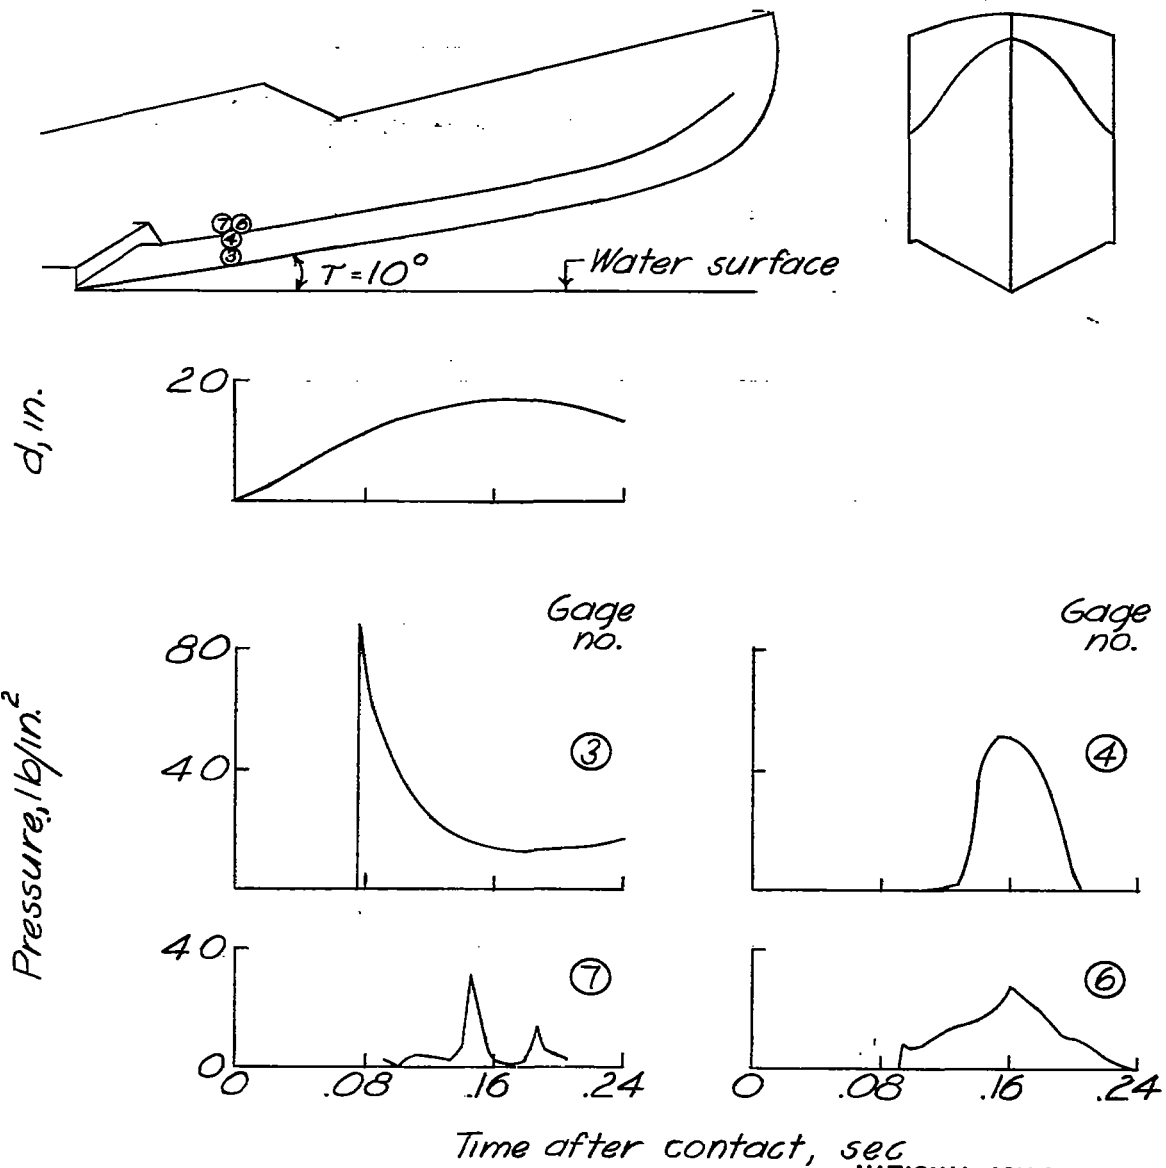 ⑦ ⑥
④
③
τ=10°
Water surface
d, in.
20
Pressure, lb/in.²
Gage
no.
80
40
③
Gage
no.
④
40
0
⑦
⑥
0 .08 .16 .24
0 .08 .16 .24
Time after contact, sec